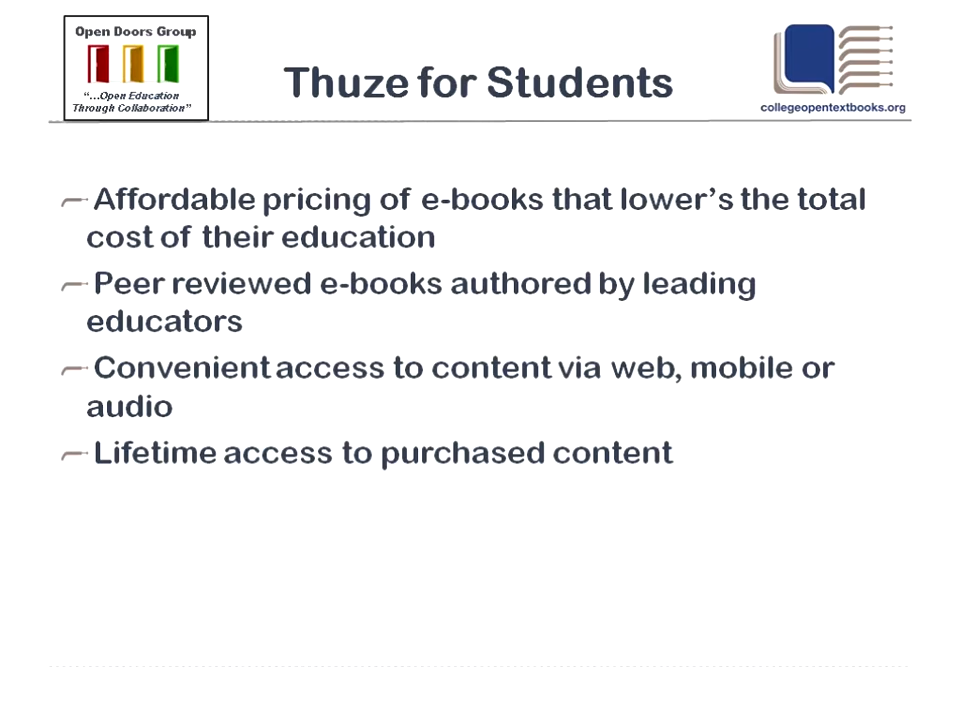 Open Doors Group
"...Open Education
Through Collaboration"
Thuze for Students
collegeopentextbooks.org
Affordable pricing of e-books that lower's the total
cost of their education
Peer reviewed e-books authored by leading
educators
Convenient access to content via web, mobile or
audio
Lifetime access to purchased content